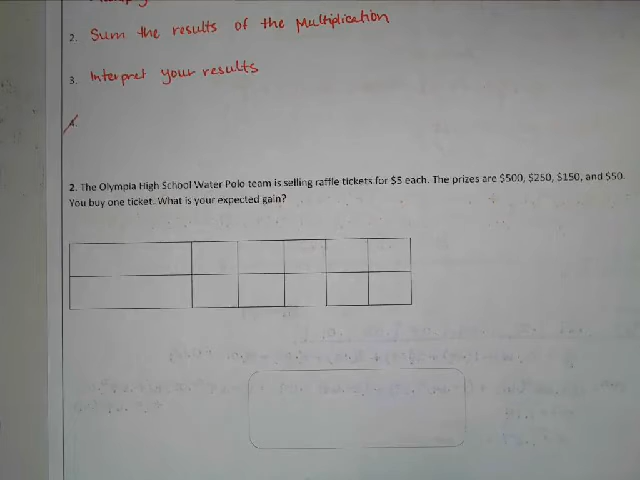 2. Sum the results of the Multiplication
3. Interpret your results
4.
2. The Olympia High School Water Polo team is selling raffle tickets for $5 each. The prizes are $500, $250, $150, and $50.
You buy one ticket. What is your expected gain?